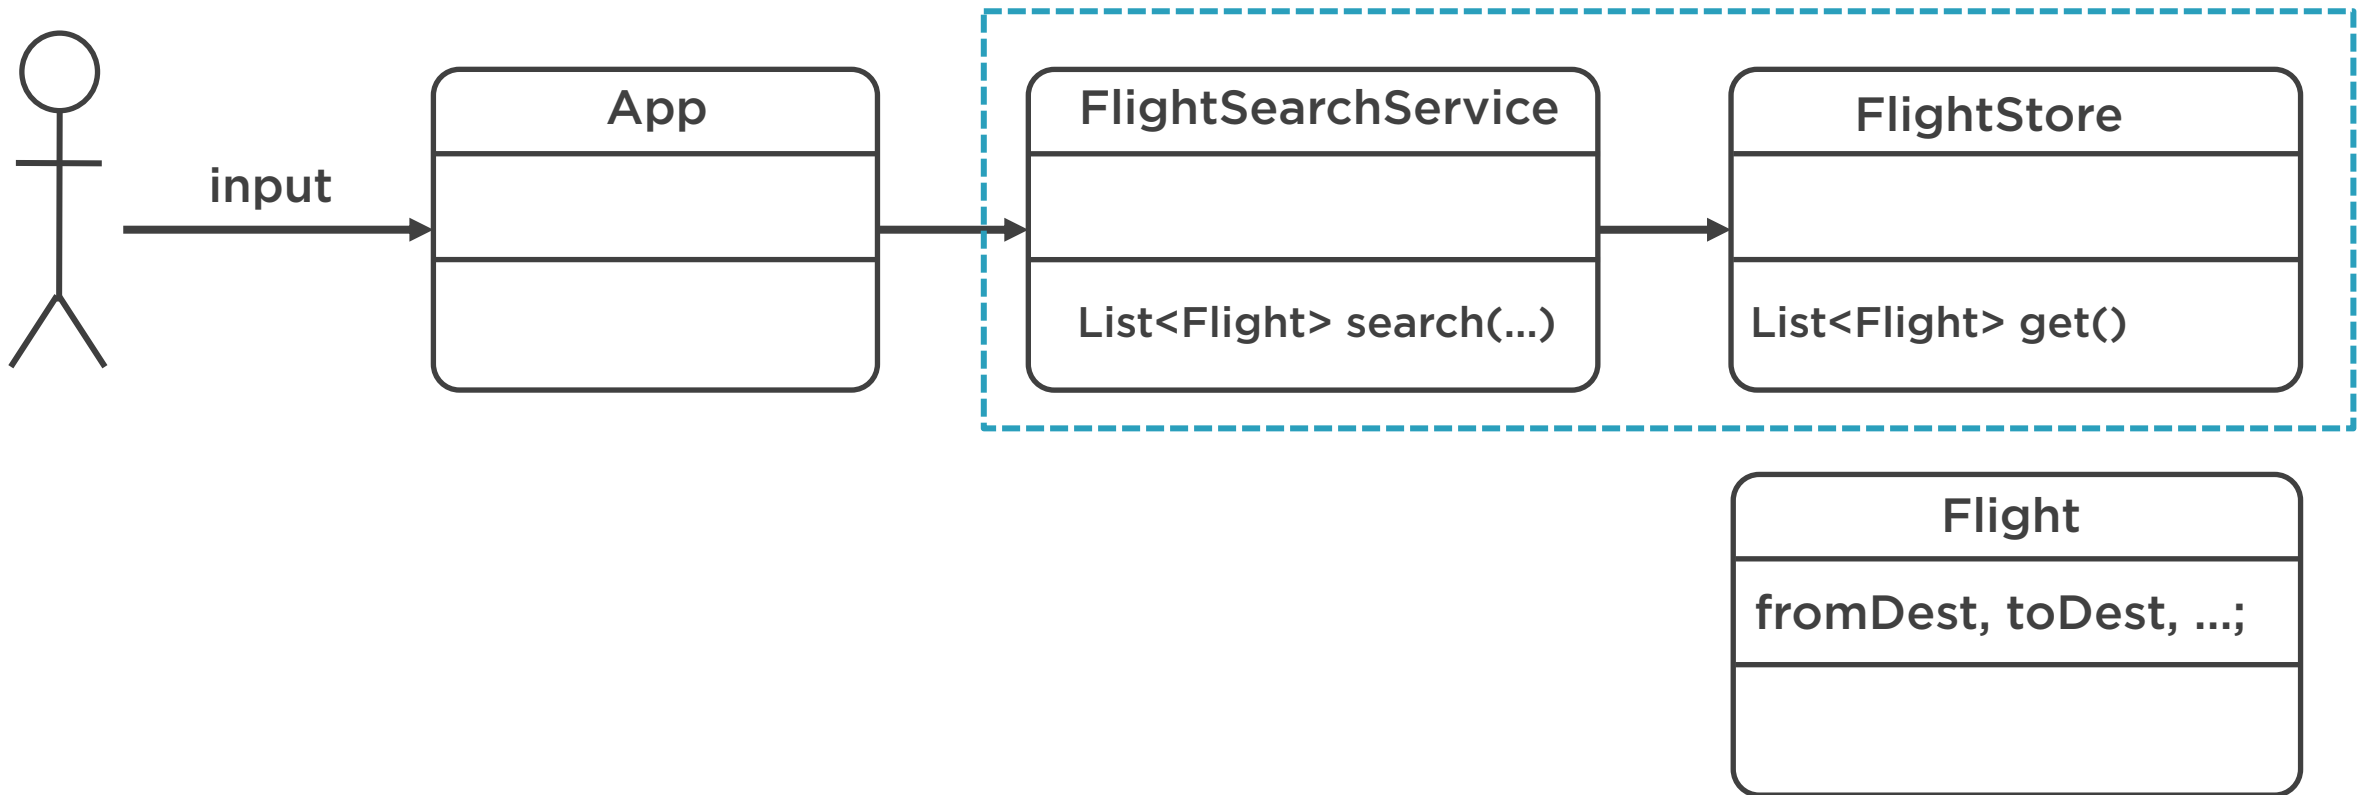 input
App
FlightSearchService
List<Flight> search(...)
FlightStore
List<Flight> get()
Flight
fromDest, toDest, ...;